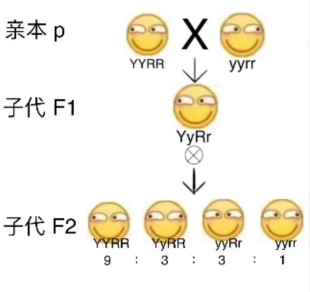 亲本 p
X
YYRR yyrr
子代 F1
YyRr
子代 F2
YYRR YyRR yyRr yyrr
9 : 3 : 3 : 1